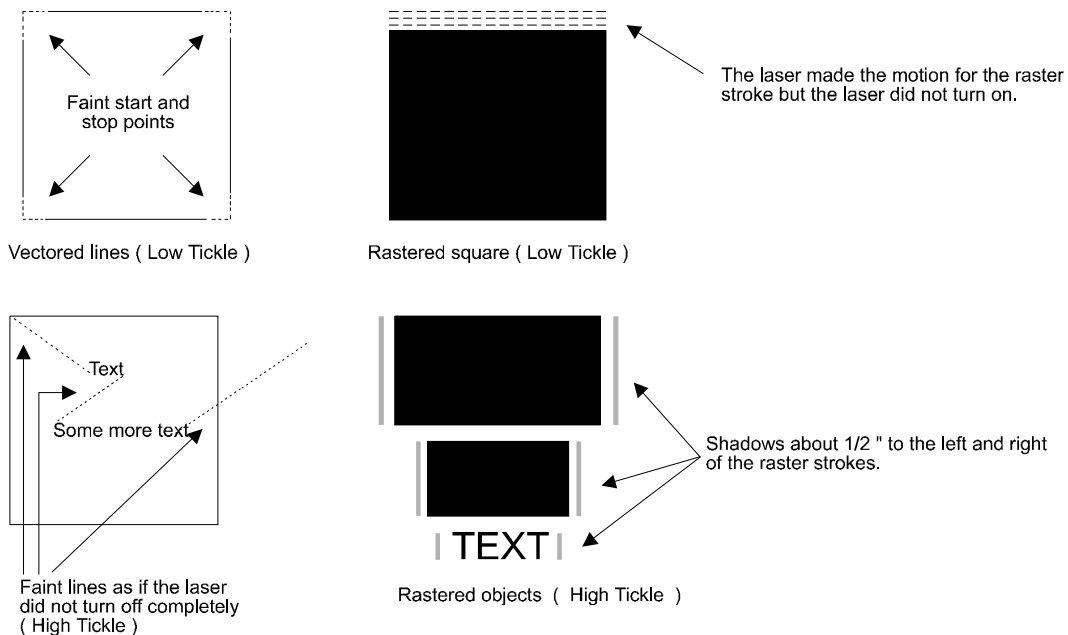 Faint start and
stop points
The laser made the motion for the raster
stroke but the laser did not turn on.
Vectored lines ( Low Tickle )
Rastered square ( Low Tickle )
Text
Some more text
Faint lines as if the laser
did not turn off completely
( High Tickle )
Shadows about 1/2 " to the left and right
of the raster strokes.
TEXT
Rastered objects ( High Tickle )